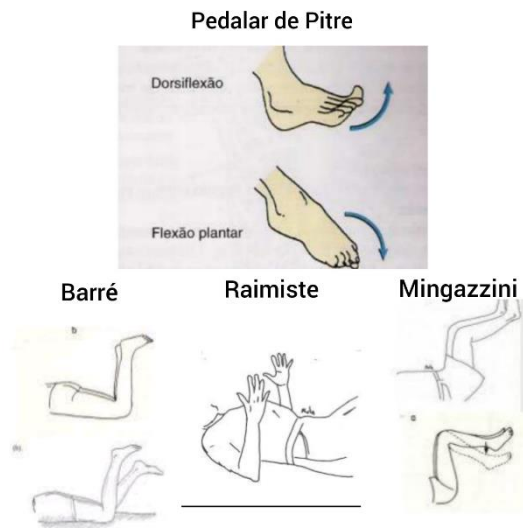 Pedalar de Pitre
Dorsiflexão
Flexão plantar
Barré
Raimiste
Mingazzini
b
a